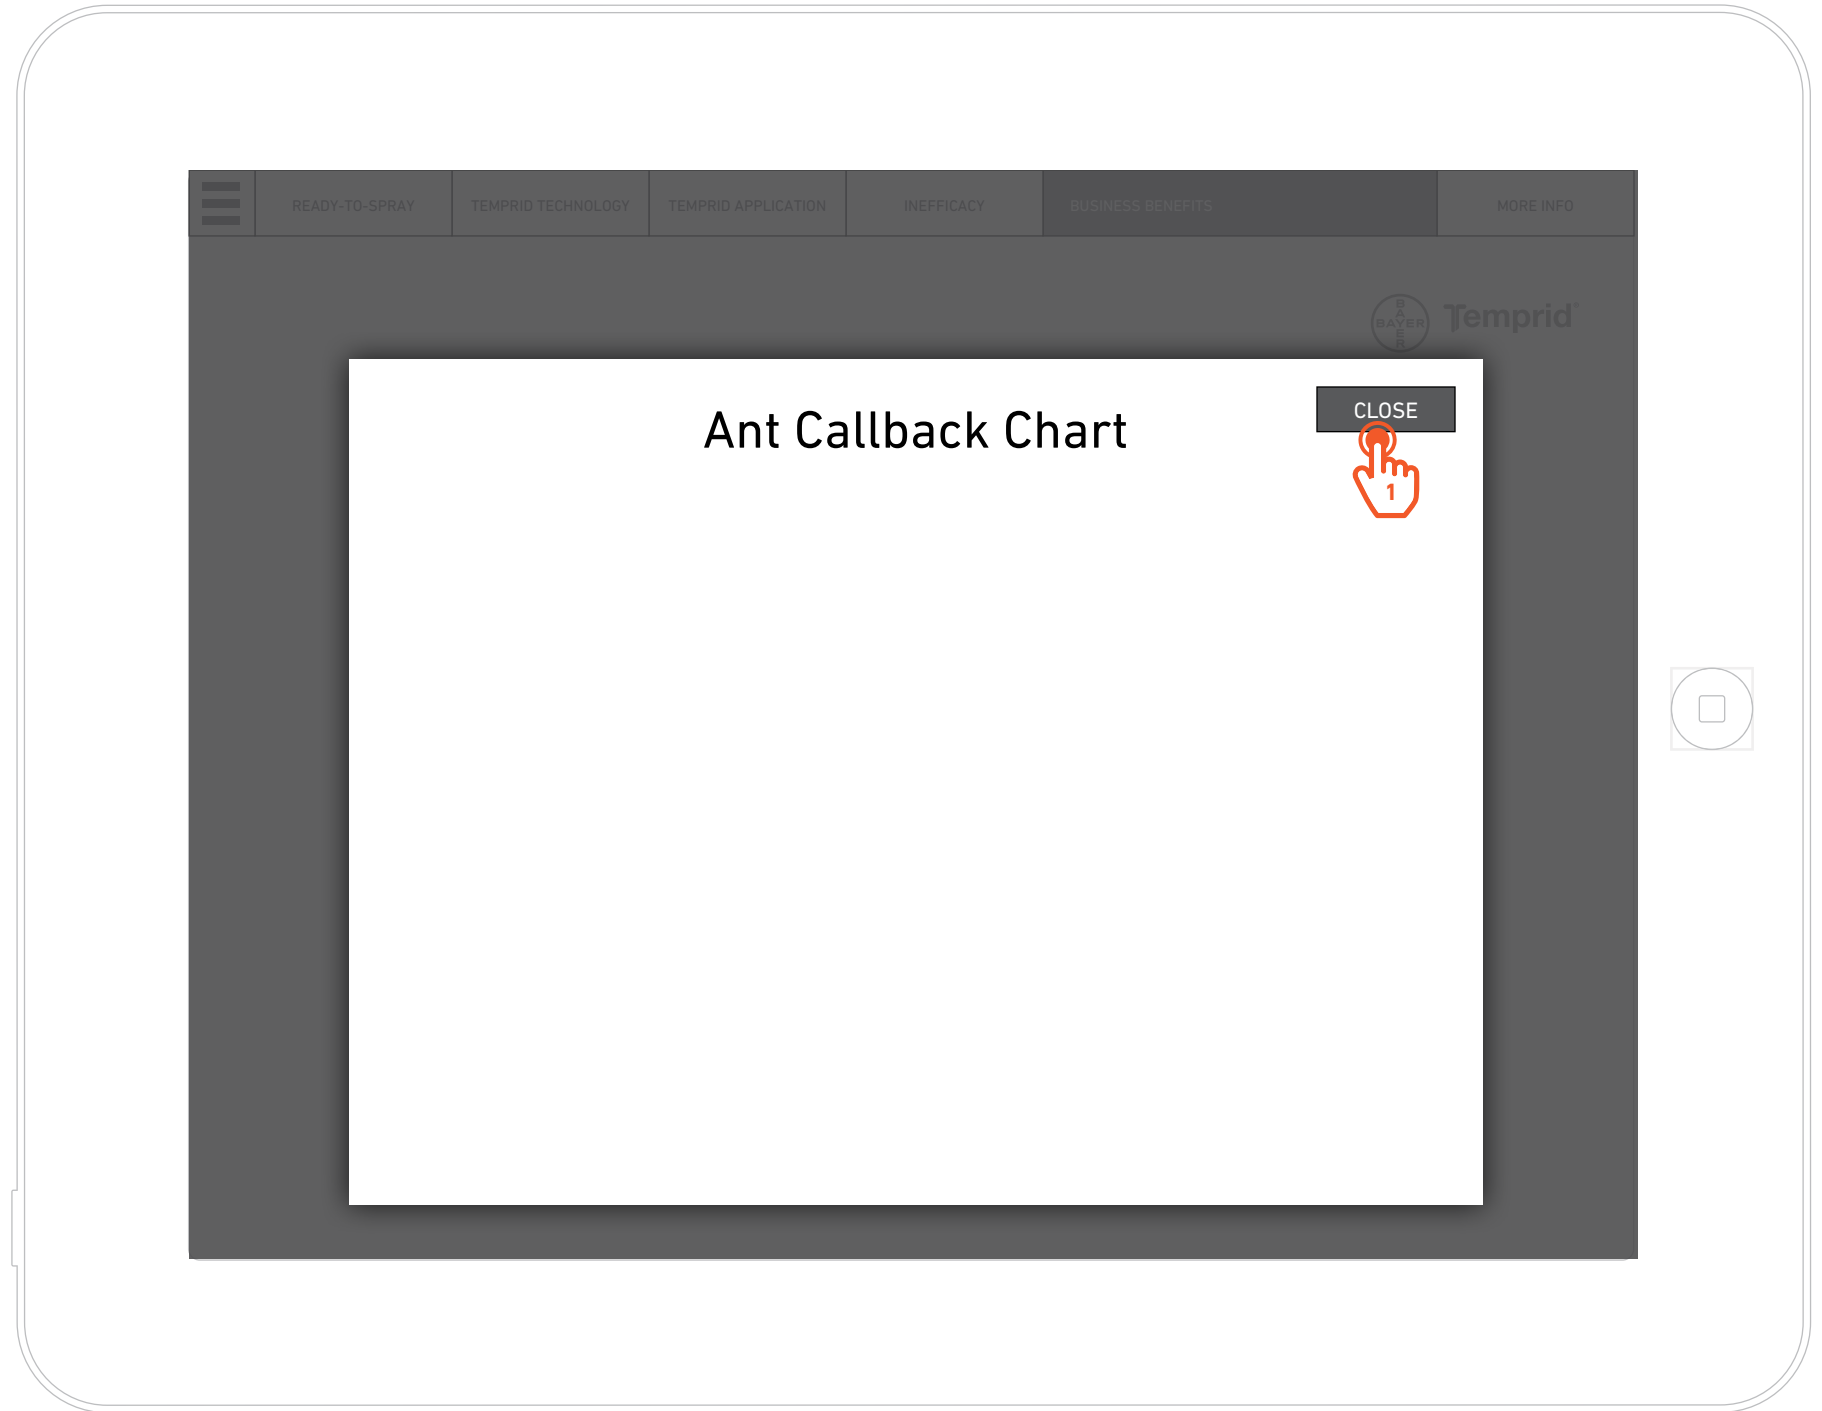 READY-TO-SPRAY
TEMPRID TECHNOLOGY
TEMPRID APPLICATION
INEFFICACY
BUSINESS BENEFITS
MORE INFO
BAYER
BAYER
Temprid®
Ant Callback Chart
CLOSE
1